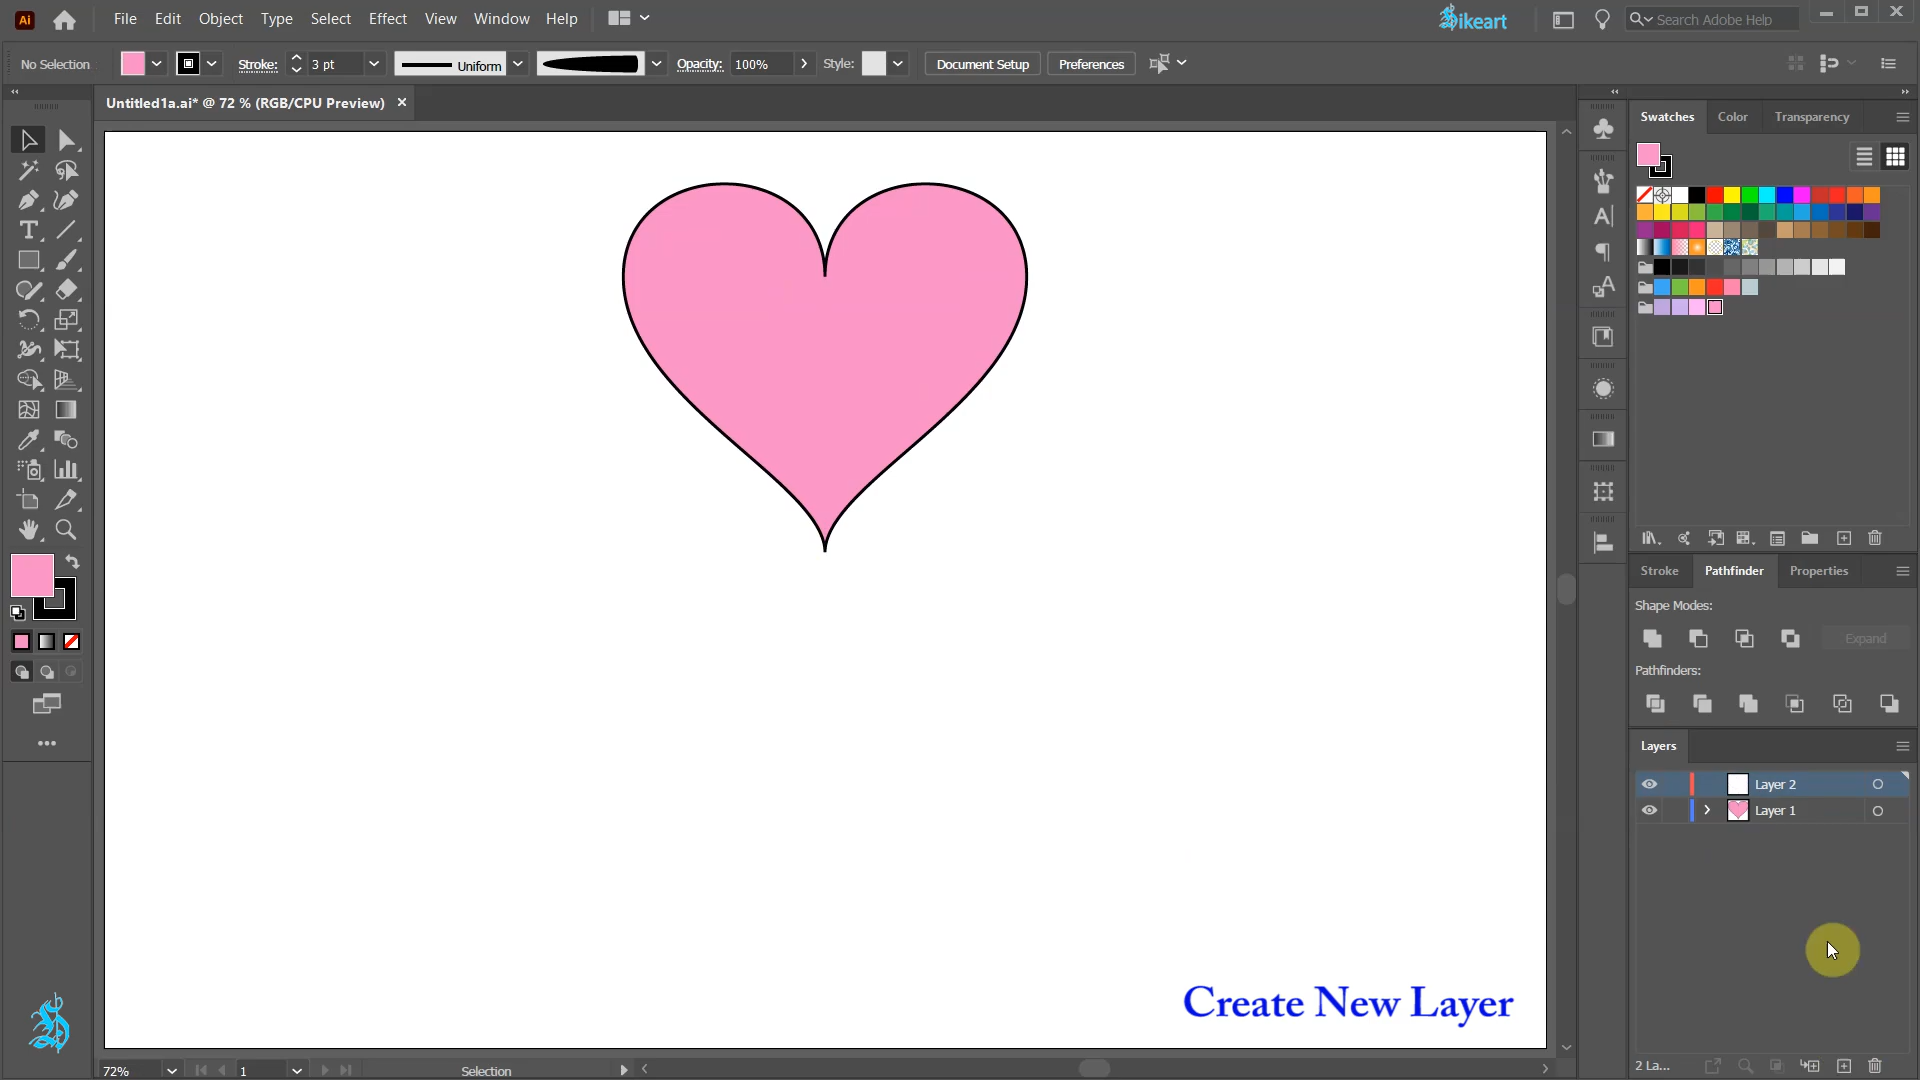 File Edit Object Type Select Effect View Window Help
ikeart
Search Adobe Help
No Selection
Stroke: 3 pt
Uniform
Opacity: 100%
Style:
Document Setup
Preferences
Untitled1a.ai* @ 72 % (RGB/CPU Preview)
Swatches Color Transparency
Stroke Pathfinder Properties
Shape Modes:
Expand
Pathfinders:
Layers
Layer 2
Layer 1
Create New Layer
72%
1
Selection
2 La...